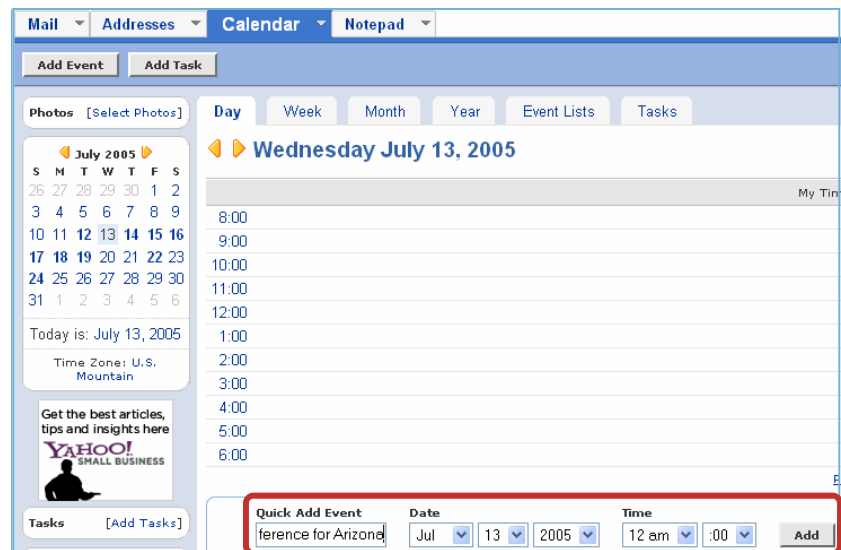 Mail Addresses Calendar Notepad
Add Event Add Task
Photos [Select Photos]
Day Week Month Year Event Lists Tasks
July 2005
Wednesday July 13, 2005
S M T W T F S
26 27 28 29 30 1 2
3 4 5 6 7 8 9
10 11 12 13 14 15 16
17 18 19 20 21 22 23
24 25 26 27 28 29 30
31 1 2 3 4 5 6
Today is: July 13, 2005
Time Zone: U.S.
Mountain
Get the best articles,
tips and insights here
YAHOO!
SMALL BUSINESS
Tasks [Add Tasks]
My
8:00
9:00
10:00
11:00
12:00
1:00
2:00
3:00
4:00
5:00
6:00
Quick Add Event Date Time
ference for Arizona Jul 13 2005 12 am :00 Add